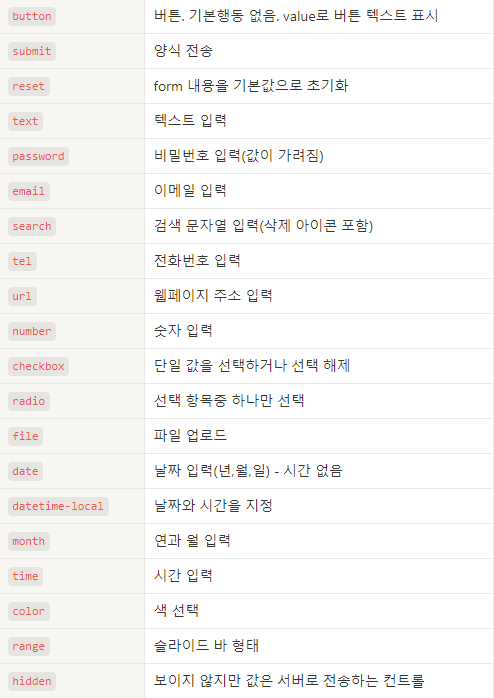 button 버튼. 기본행동 없음. value로 버튼 텍스트 표시
submit 양식 전송
reset form 내용을 기본값으로 초기화
text 텍스트 입력
password 비밀번호 입력(값이 가려짐)
email 이메일 입력
search 검색 문자열 입력(삭제 아이콘 포함)
tel 전화번호 입력
url 웹페이지 주소 입력
number 숫자 입력
checkbox 단일 값을 선택하거나 선택 해제
radio 선택 항목중 하나만 선택
file 파일 업로드
date 날짜 입력(년,월,일) - 시간 없음
datetime-local 날짜와 시간을 지정
month 연과 월 입력
time 시간 입력
color 색 선택
range 슬라이드 바 형태
hidden 보이지 않지만 값은 서버로 전송하는 컨트롤